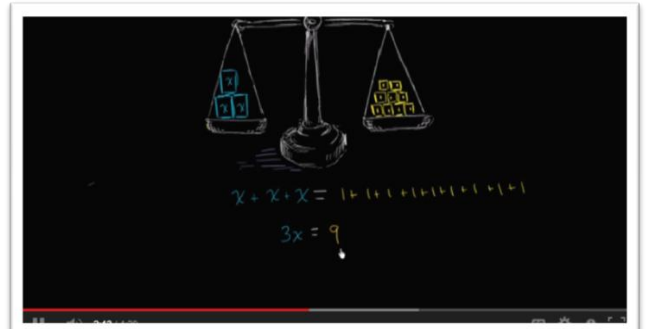 x
x x
x + x + x = 1 + 1 + 1 + 1 + 1 + 1 + 1 + 1 + 1
3x = 9